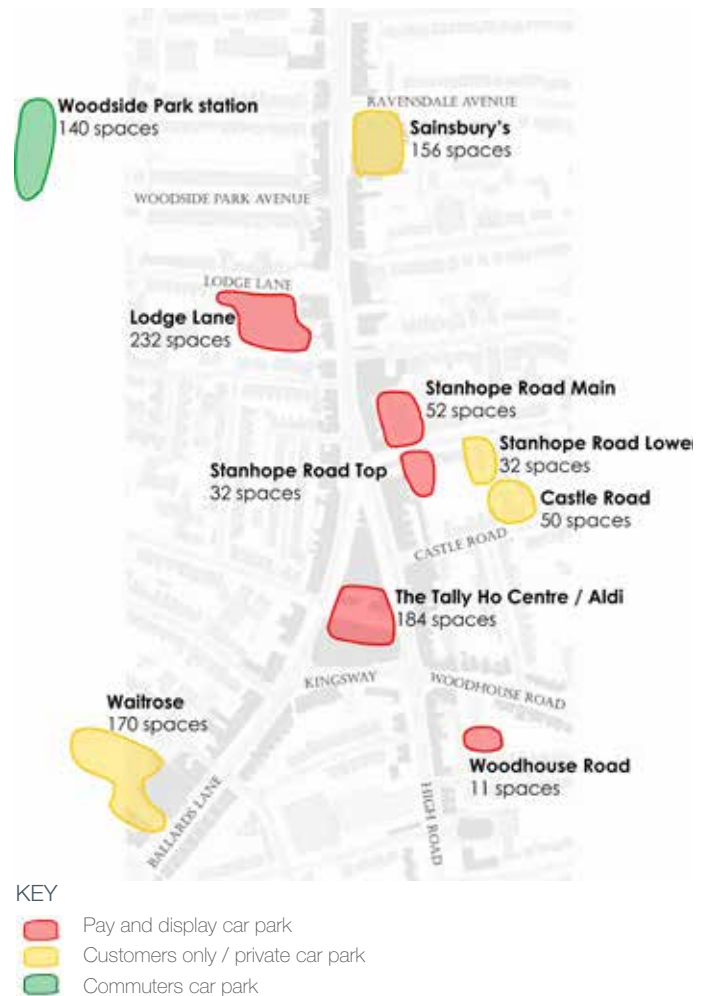 Woodside Park station
140 spaces
RAVENSDALE AVENUE
Sainsbury's
156 spaces
WOODSIDE PARK AVENUE
LODGE LANE
Lodge Lane
232 spaces
Stanhope Road Main
52 spaces
Stanhope Road Lower
32 spaces
Stanhope Road Top
32 spaces
Castle Road
50 spaces
CASTLE ROAD
The Tally Ho Centre / Aldi
184 spaces
KINGSWAY
WOODHOUSE ROAD
Waitrose
170 spaces
Woodhouse Road
11 spaces
BALLARDS LANE
HIGH ROAD
KEY
Pay and display car park
Customers only / private car park
Commuters car park